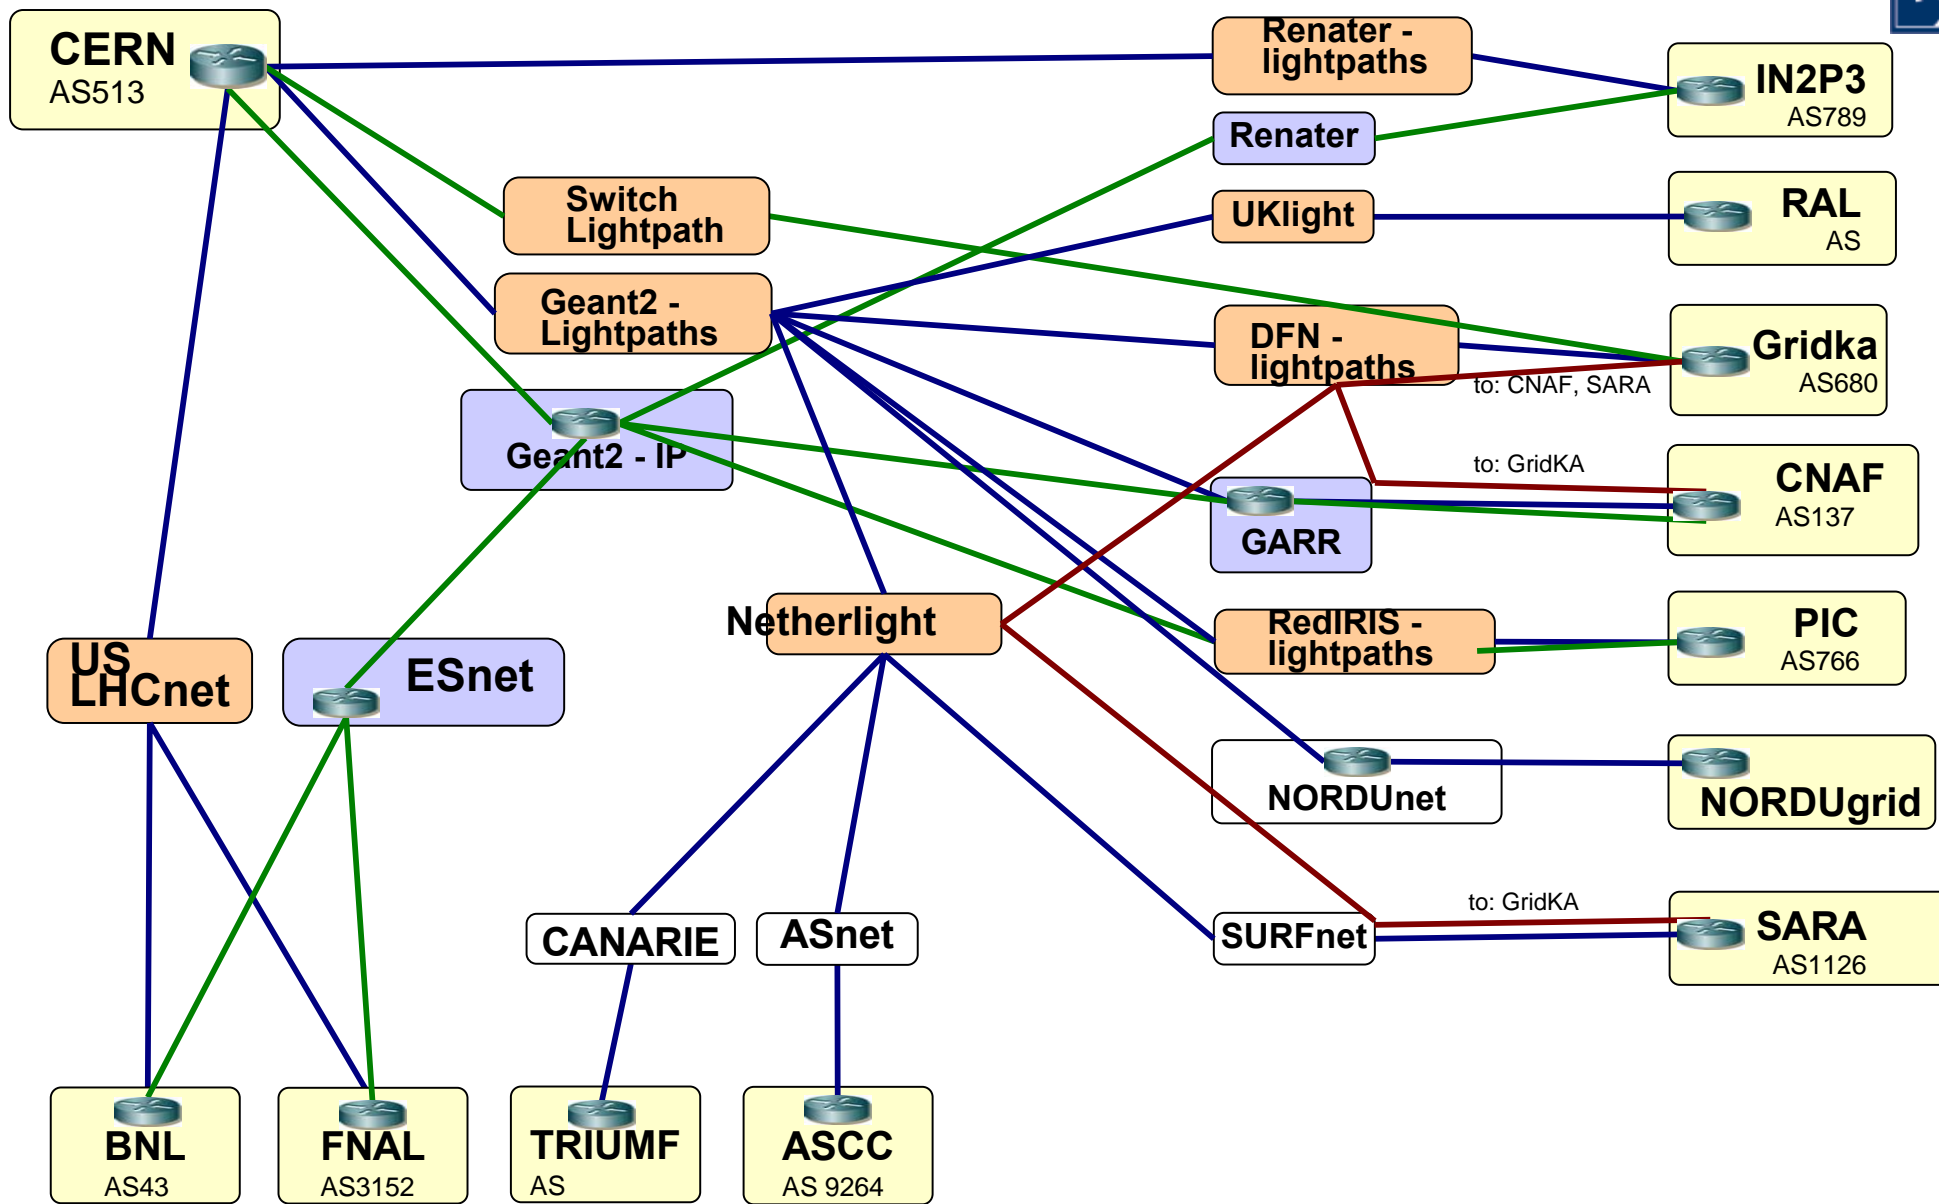 CERN
AS513
Renater -
lightpaths
IN2P3
AS789
Renater
Switch
Lightpath
UKlight
RAL
AS
Geant2 -
Lightpaths
DFN -
lightpaths
Gridka
AS680
to: CNAF, SARA
Geant2 - IP
to: GridKA
CNAF
AS137
GARR
Netherlight
RedIRIS -
lightpaths
PIC
AS766
US
LHCnet
ESnet
NORDUnet
NORDUgrid
to: GridKA
CANARIE
ASnet
SURFnet
SARA
AS1126
BNL
AS43
FNAL
AS3152
TRIUMF
AS
ASCC
AS 9264